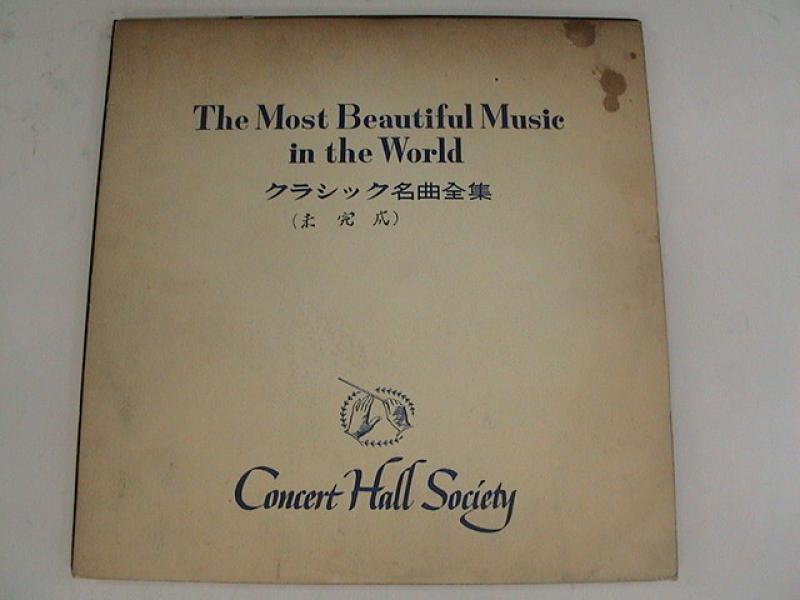 The Most Beautiful Music
in the World
クラシック名曲全集
(未 完 成)
Concert Hall Society